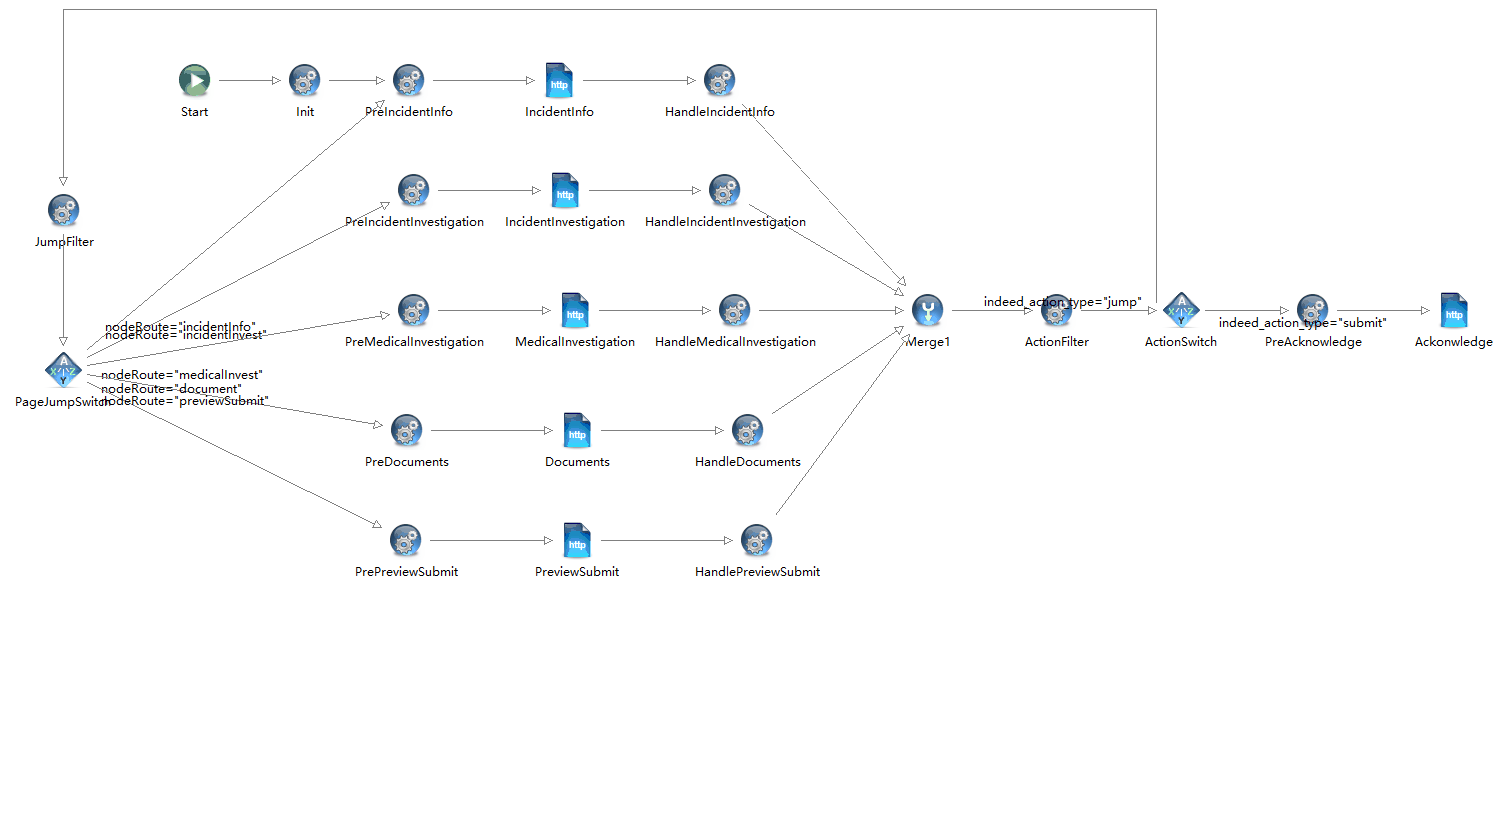 Start
Init
PreIncidentInfo
http
IncidentInfo
HandleIncidentInfo
PreIncidentInvestigation
http
IncidentInvestigation
HandleIncidentInvestigation
JumpFilter
PreMedicalInvestigation
http
MedicalInvestigation
HandleMedicalInvestigation
Merge1
indeed_action_type="jump"
ActionFilter
A
X Z
Y
ActionSwitch
indeed_action_type="submit"
PreAcknowledge
http
Ackonwledge
nodeRoute="incidentInfo"
nodeRoute="incidentInvest"
A
X Z
Y
PageJumpSwitch
nodeRoute="medicalInvest"
nodeRoute="document"
nodeRoute="previewSubmit"
PreDocuments
http
Documents
HandleDocuments
PrePreviewSubmit
http
PreviewSubmit
HandlePreviewSubmit